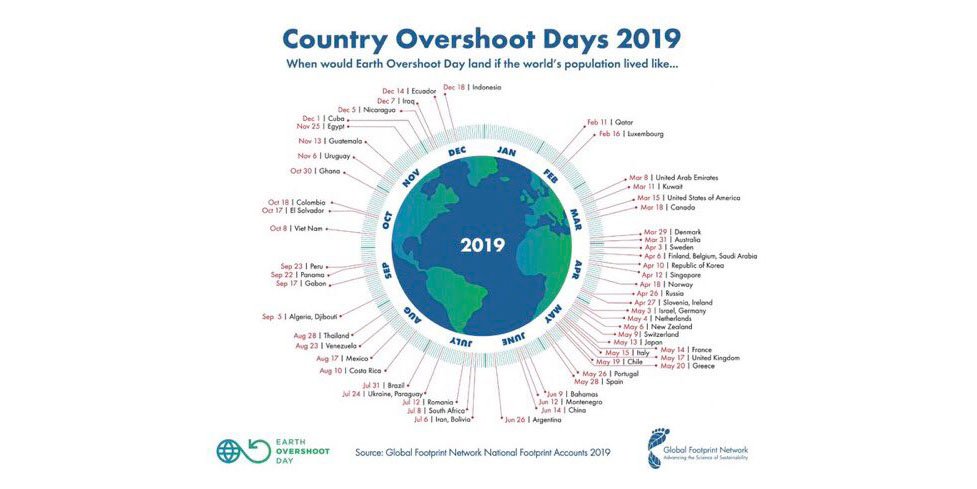 Country Overshoot Days 2019
When would Earth Overshoot Day land if the world's population lived like...
Dec 18 | Indonesia
Dec 14 | Ecuador
Dec 7 | Iraq
Dec 5 | Nicaraguo
Dec 1 | Cuba
Nov 25 | Egypt
Nov 13 | Guatemala
Nov 6 | Uruguay
Oct 30 | Ghana
Oct 18 | Colombia
Oct 17 | El Salvador
Oct 8 | Viet Nam
Sep 23 | Peru
Sep 22 | Panama
Sep 17 | Gabon
Sep 5 | Algeria, Djibouti
Aug 28 | Thailand
Aug 23 | Venezuela
Aug 17 | Mexico
Aug 10 | Costa Rica
Jul 31 | Brazil
Jul 24 | Ukraine, Paraguay
Jul 12 | Romania
Jul 8 | South Africa
Jul 6 | Iran, Bolivia
Feb 11 | Qatar
Feb 16 | Luxembourg
Mar 8 | United Arab Emirates
Mar 11 | Kuwait
Mar 15 | United States of America
Mar 18 | Canada
Mar 29 | Denmark
Mar 31 | Australia
Apr 3 | Sweden
Apr 6 | Finland, Belgium, Saudi Arabia
Apr 10 | Republic of Korea
Apr 12 | Singapore
Apr 18 | Norway
Apr 26 | Russia
Apr 27 | Slovenia, Ireland
May 3 | Israel, Germany
May 4 | Netherlands
May 6 | New Zealand
May 9 | Switzerland
May 13 | Japan
May 14 | France
May 15 | Italy
May 17 | United Kingdom
May 19 | Chile
May 20 | Greece
May 26 | Portugal
May 28 | Spain
Jun 9 | Bahamas
Jun 12 | Montenegro
Jun 14 | China
Jun 26 | Argentina
JAN
FEB
MAR
APR
MAY
JUNE
JULY
AUG
SEP
OCT
NOV
DEC
2019
EARTH
OVERSHOOT
DAY
Source: Global Footprint Network National Footprint Accounts 2019
Global Footprint Network
Advancing the Science of Sustainability